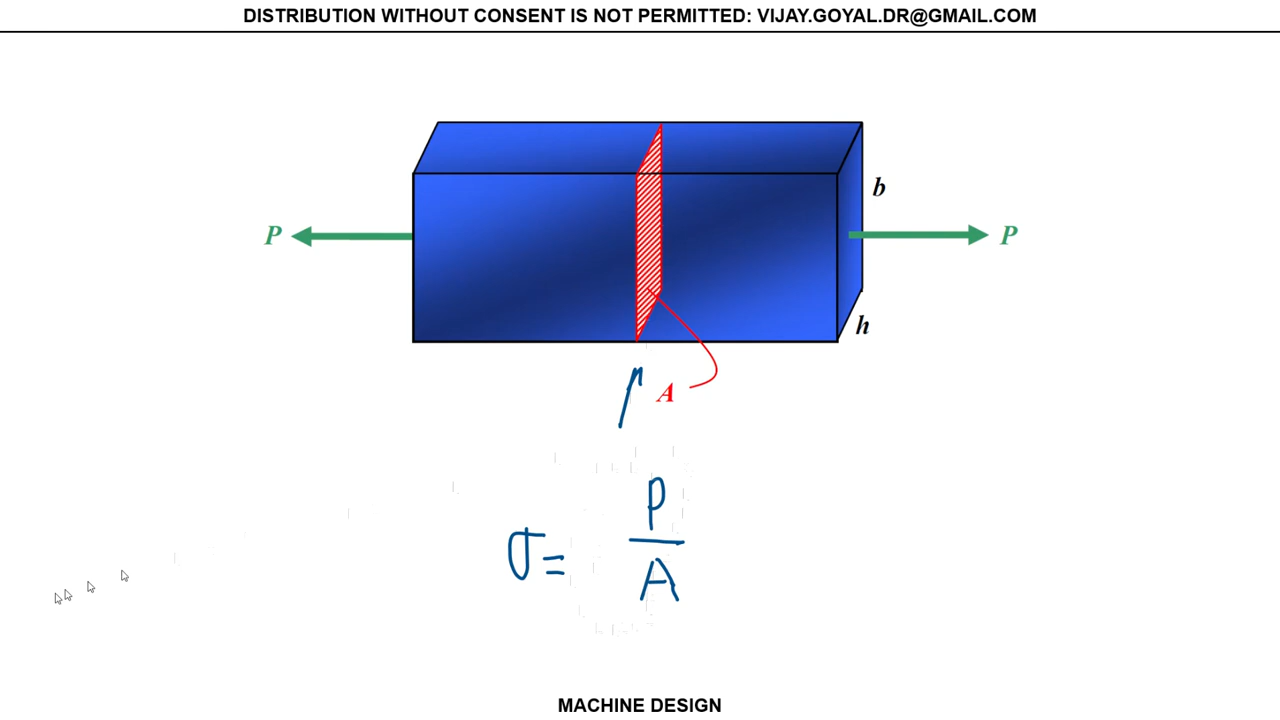 DISTRIBUTION WITHOUT CONSENT IS NOT PERMITTED: VIJAY.GOYAL.DR@GMAIL.COM
b
P
P
h
A
P
σ=
A
MACHINE DESIGN